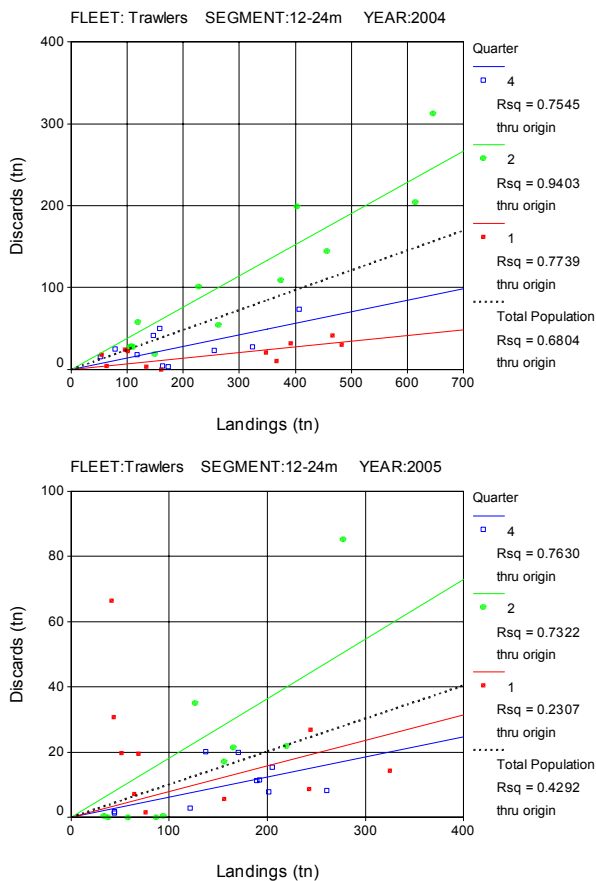 FLEET: Trawlers SEGMENT:12-24m YEAR:2004
400
300
200
100
0
Discards (tn)
0 100 200 300 400 500 600 700
Landings (tn)
Quarter
4
Rsq = 0.7545
thru origin
2
Rsq = 0.9403
thru origin
1
Rsq = 0.7739
thru origin
Total Population
Rsq = 0.6804
thru origin
FLEET:Trawlers SEGMENT:12-24m YEAR:2005
100
80
60
40
20
0
Discards (tn)
0 100 200 300 400
Landings (tn)
Quarter
4
Rsq = 0.7630
thru origin
2
Rsq = 0.7322
thru origin
1
Rsq = 0.2307
thru origin
Total Population
Rsq = 0.4292
thru origin